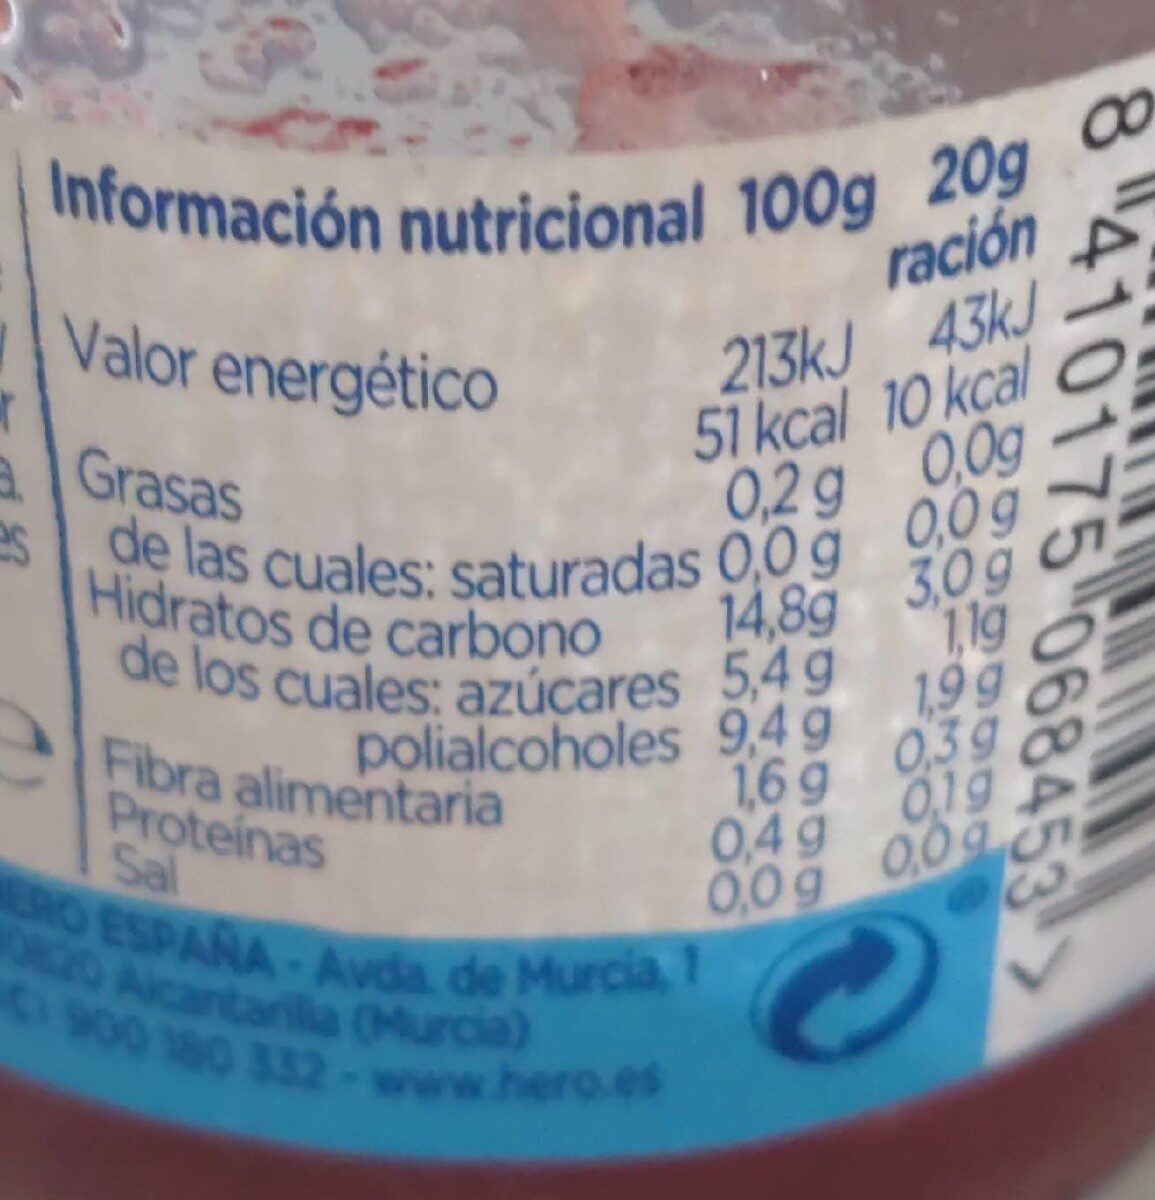 Información nutricional 100g 20g
ración
Valor energético 213kJ 43kJ
51 kcal 10 kcal
Grasas 0,2 g 0,0g
de las cuales: saturadas 0,0 g 0,0 g
Hidratos de carbono 14,8g 3,0 g
de los cuales: azúcares 5,4 g 1,1g
polialcoholes 9,4 g 1,9 g
Fibra alimentaria 1,6 g 0,3 g
Proteínas 0,4 g 0,1 g
Sal 0,0 g 0,0 g
HERO ESPAÑA - Avda. de Murcia, 1
30820 Alcantarilla (Murcia)
900 180 332 - www.hero.es
8 410175 068453 >